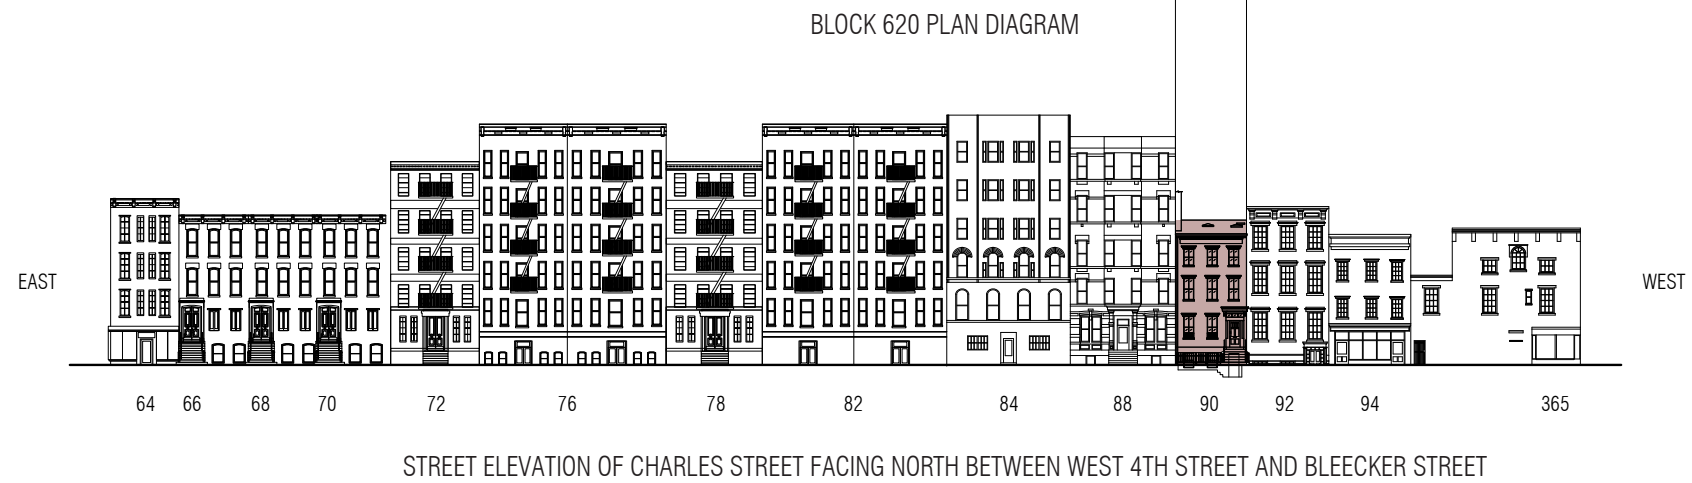 BLOCK 620 PLAN DIAGRAM
EAST
WEST
64 66 68 70 72 76 78 82 84 88 90 92 94 365
STREET ELEVATION OF CHARLES STREET FACING NORTH BETWEEN WEST 4TH STREET AND BLEECKER STREET